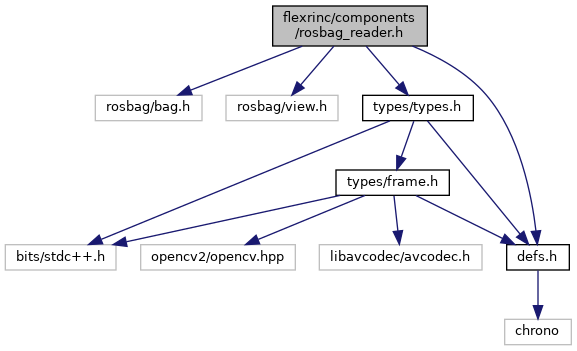 flexrinc/components
/rosbag_reader.h
rosbag/bag.h
rosbag/view.h
types/types.h
types/frame.h
bits/stdc++.h
opencv2/opencv.hpp
libavcodec/avcodec.h
defs.h
chrono